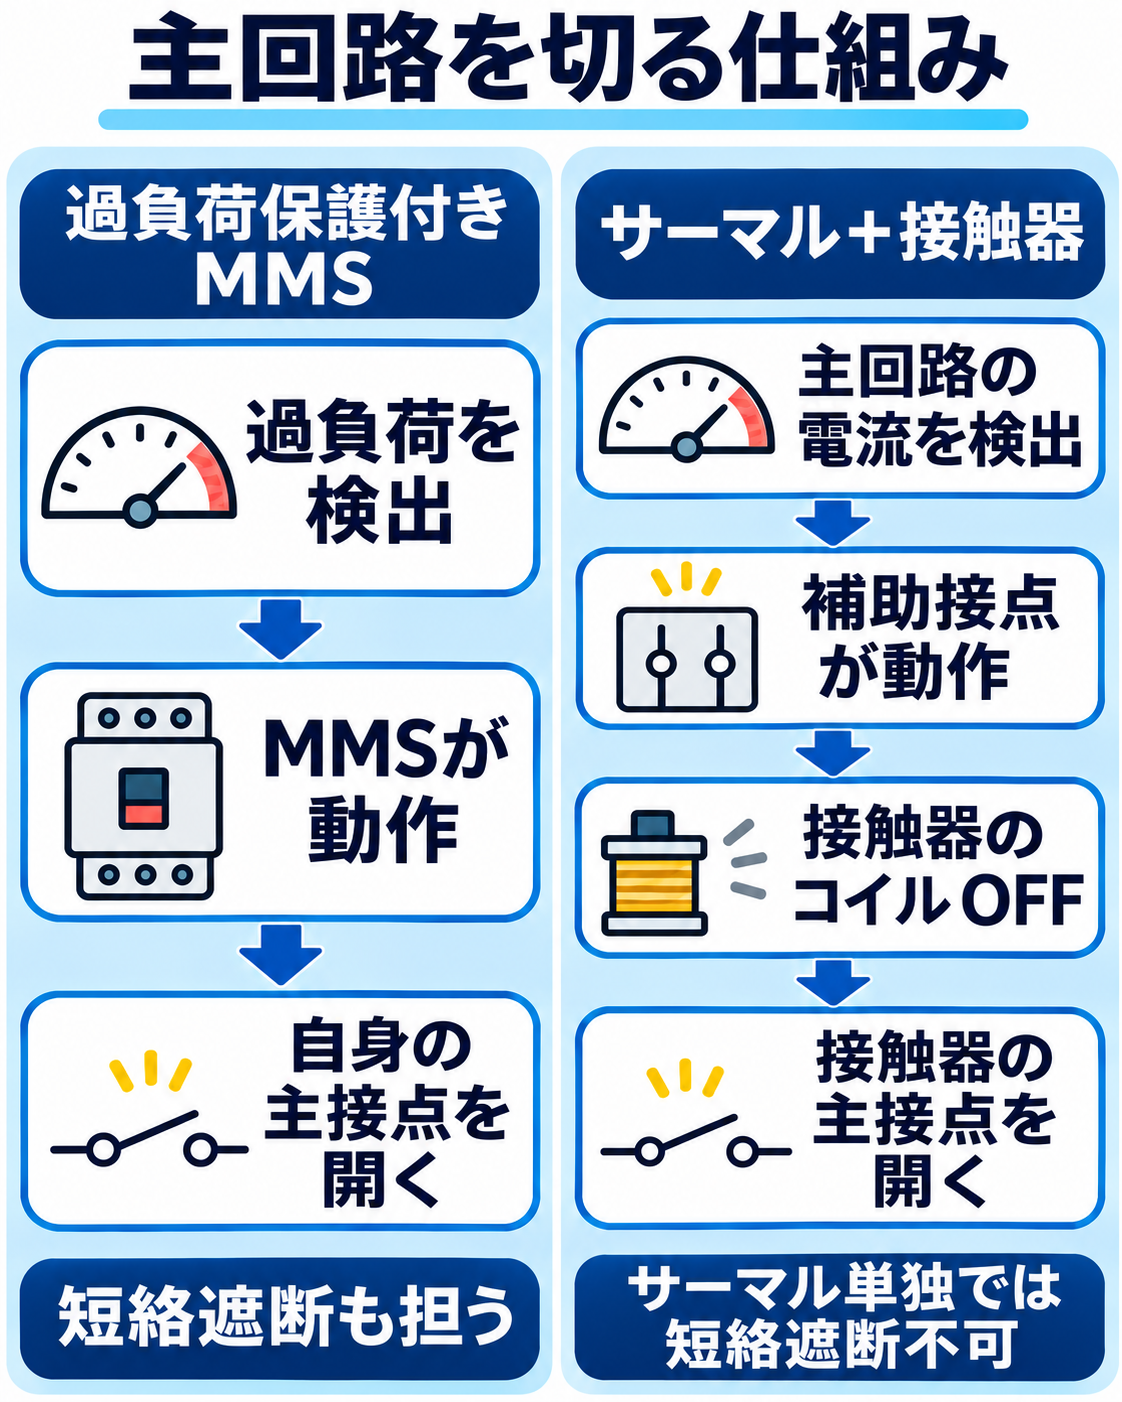 主回路を切る仕組み
過負荷保護付き
MMS
過負荷を
検出
MMSが
動作
自身の
主接点を
開く
短絡遮断も担う
サーマル＋接触器
主回路の
電流を検出
補助接点
が動作
接触器の
コイルOFF
接触器の
主接点を
開く
サーマル単独では
短絡遮断不可